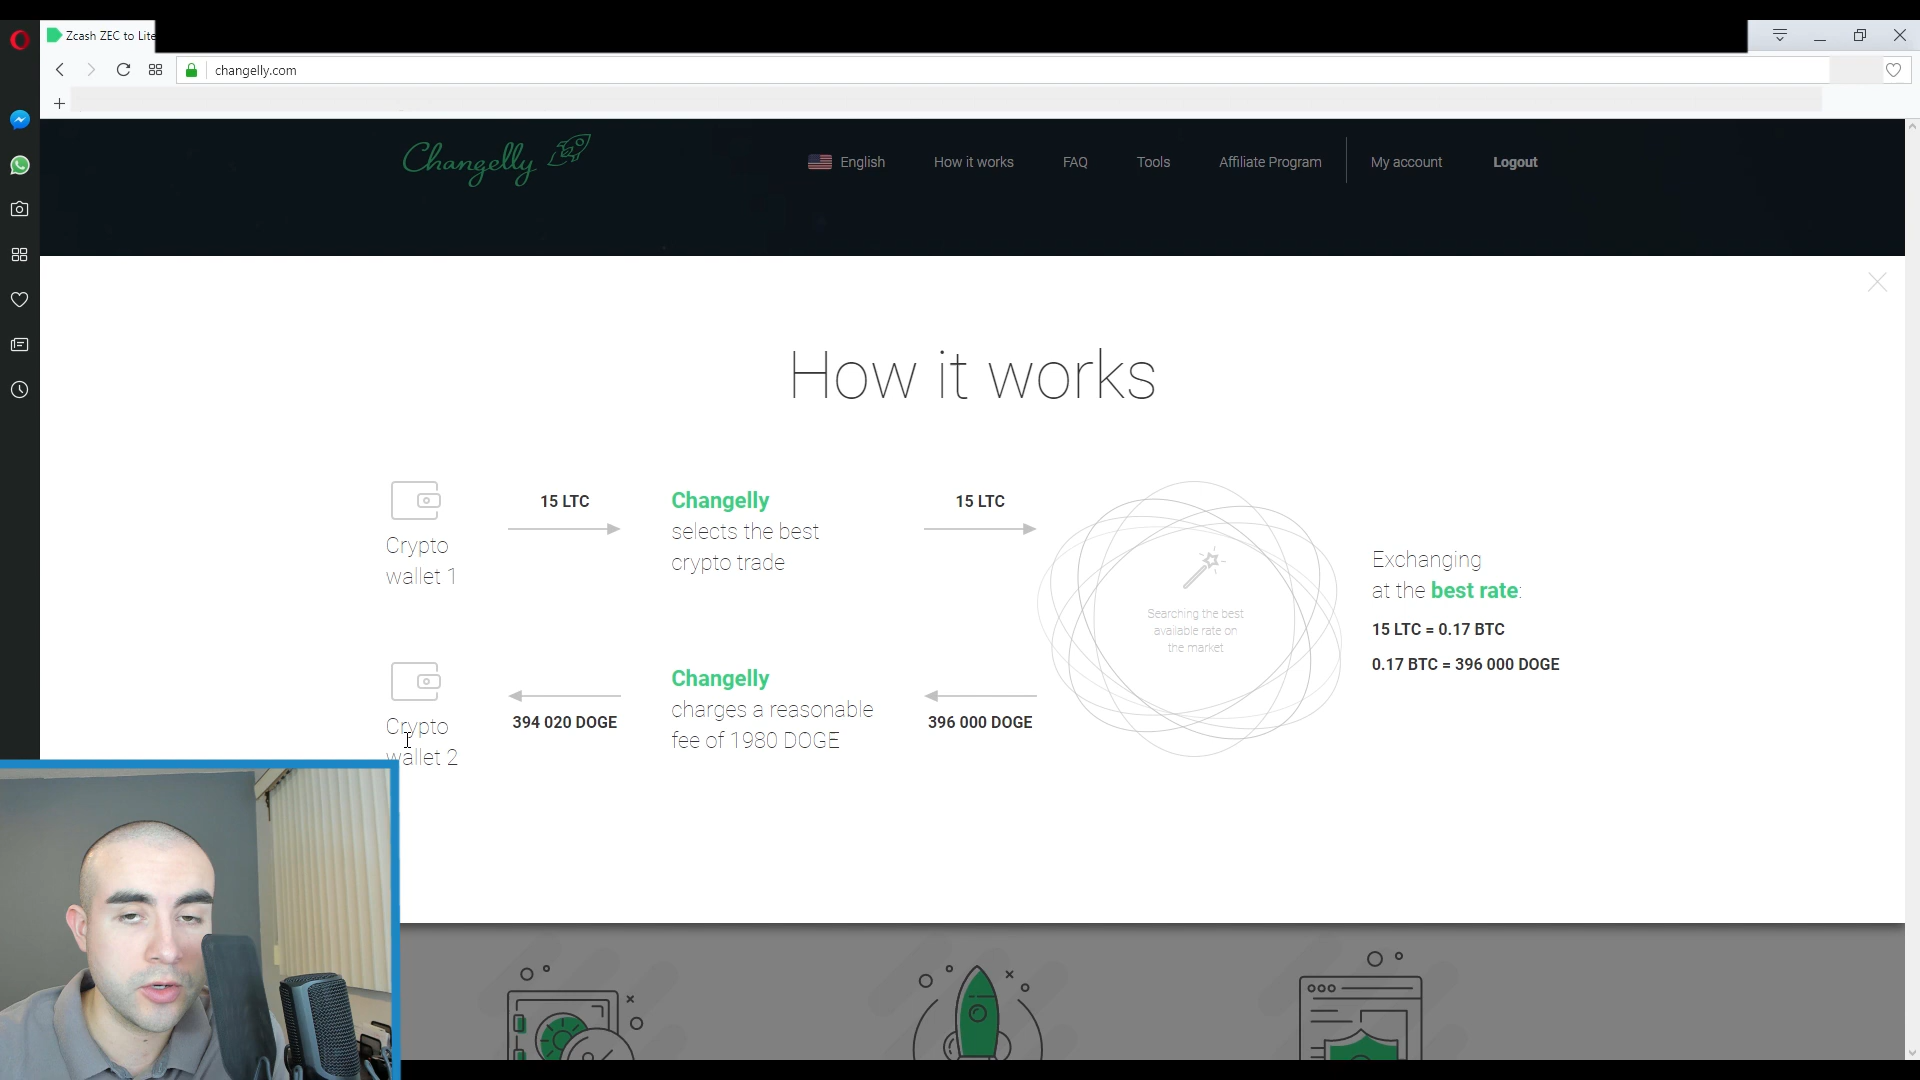 Zcash ZEC to Lite
changelly.com
Changelly
English How it works FAQ Tools Affiliate Program My account Logout
How it works
15 LTC
Changelly
selects the best
crypto trade
15 LTC
Crypto
wallet 1
Searching the best
available rate on
the market
Exchanging
at the best rate:
15 LTC = 0.17 BTC
0.17 BTC = 396 000 DOGE
Crypto
wallet 2
394 020 DOGE
Changelly
charges a reasonable
fee of 1980 DOGE
396 000 DOGE